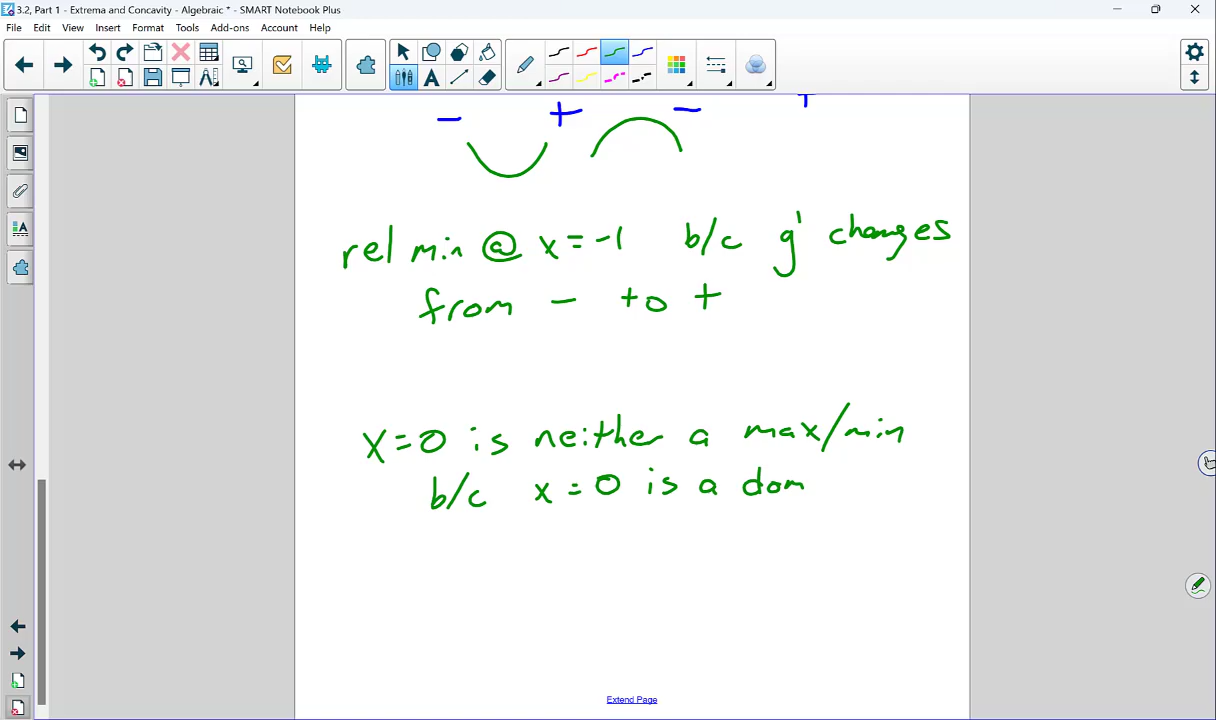 3.2, Part 1 - Extrema and Concavity - Algebraic * - SMART Notebook Plus
File Edit View Insert Format Tools Add-ons Account Help
- + - +
rel min @ x = -1 b/c g' changes
from - to +
x = 0 is neither a max/min
b/c x = 0 is a dom
Extend Page